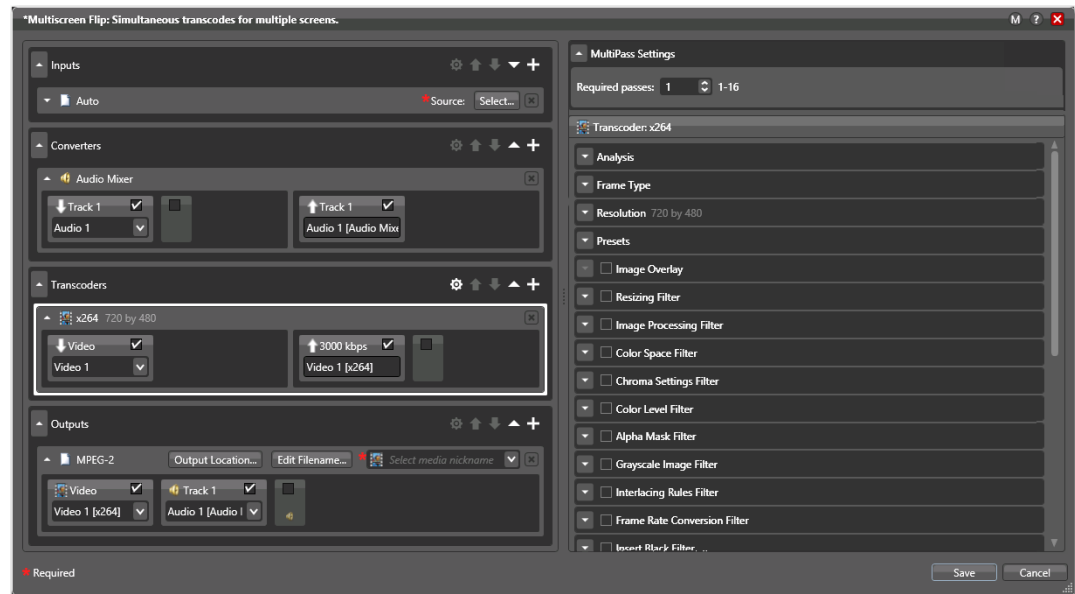 *Multiscreen Flip: Simultaneous transcodes for multiple screens.
M ?
Inputs
Auto
*Source: Select...
Converters
Audio Mixer
Track 1
Audio 1
Track 1
Audio 1 [Audio Mixe
Transcoders
x264 720 by 480
Video
Video 1
3000 kbps
Video 1 [x264]
Outputs
MPEG-2 Output Location... Edit Filename... * Select media nickname
Video
Video 1 [x264]
Track 1
Audio 1 [Audio I
* Required
MultiPass Settings
Required passes: 1 1-16
Transcoder: x264
Analysis
Frame Type
Resolution 720 by 480
Presets
Image Overlay
Resizing Filter
Image Processing Filter
Color Space Filter
Chroma Settings Filter
Color Level Filter
Alpha Mask Filter
Grayscale Image Filter
Interlacing Rules Filter
Frame Rate Conversion Filter
Insert Black Filter
Save Cancel